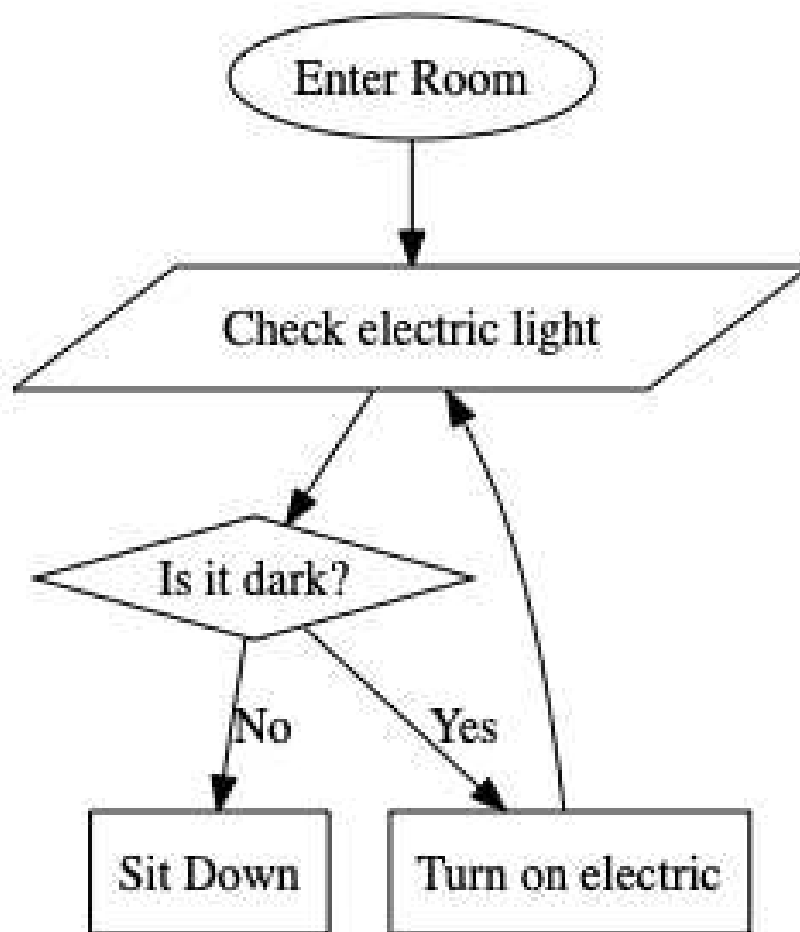 Enter Room
Check electric light
Is it dark?
No
Yes
Sit Down
Turn on electric